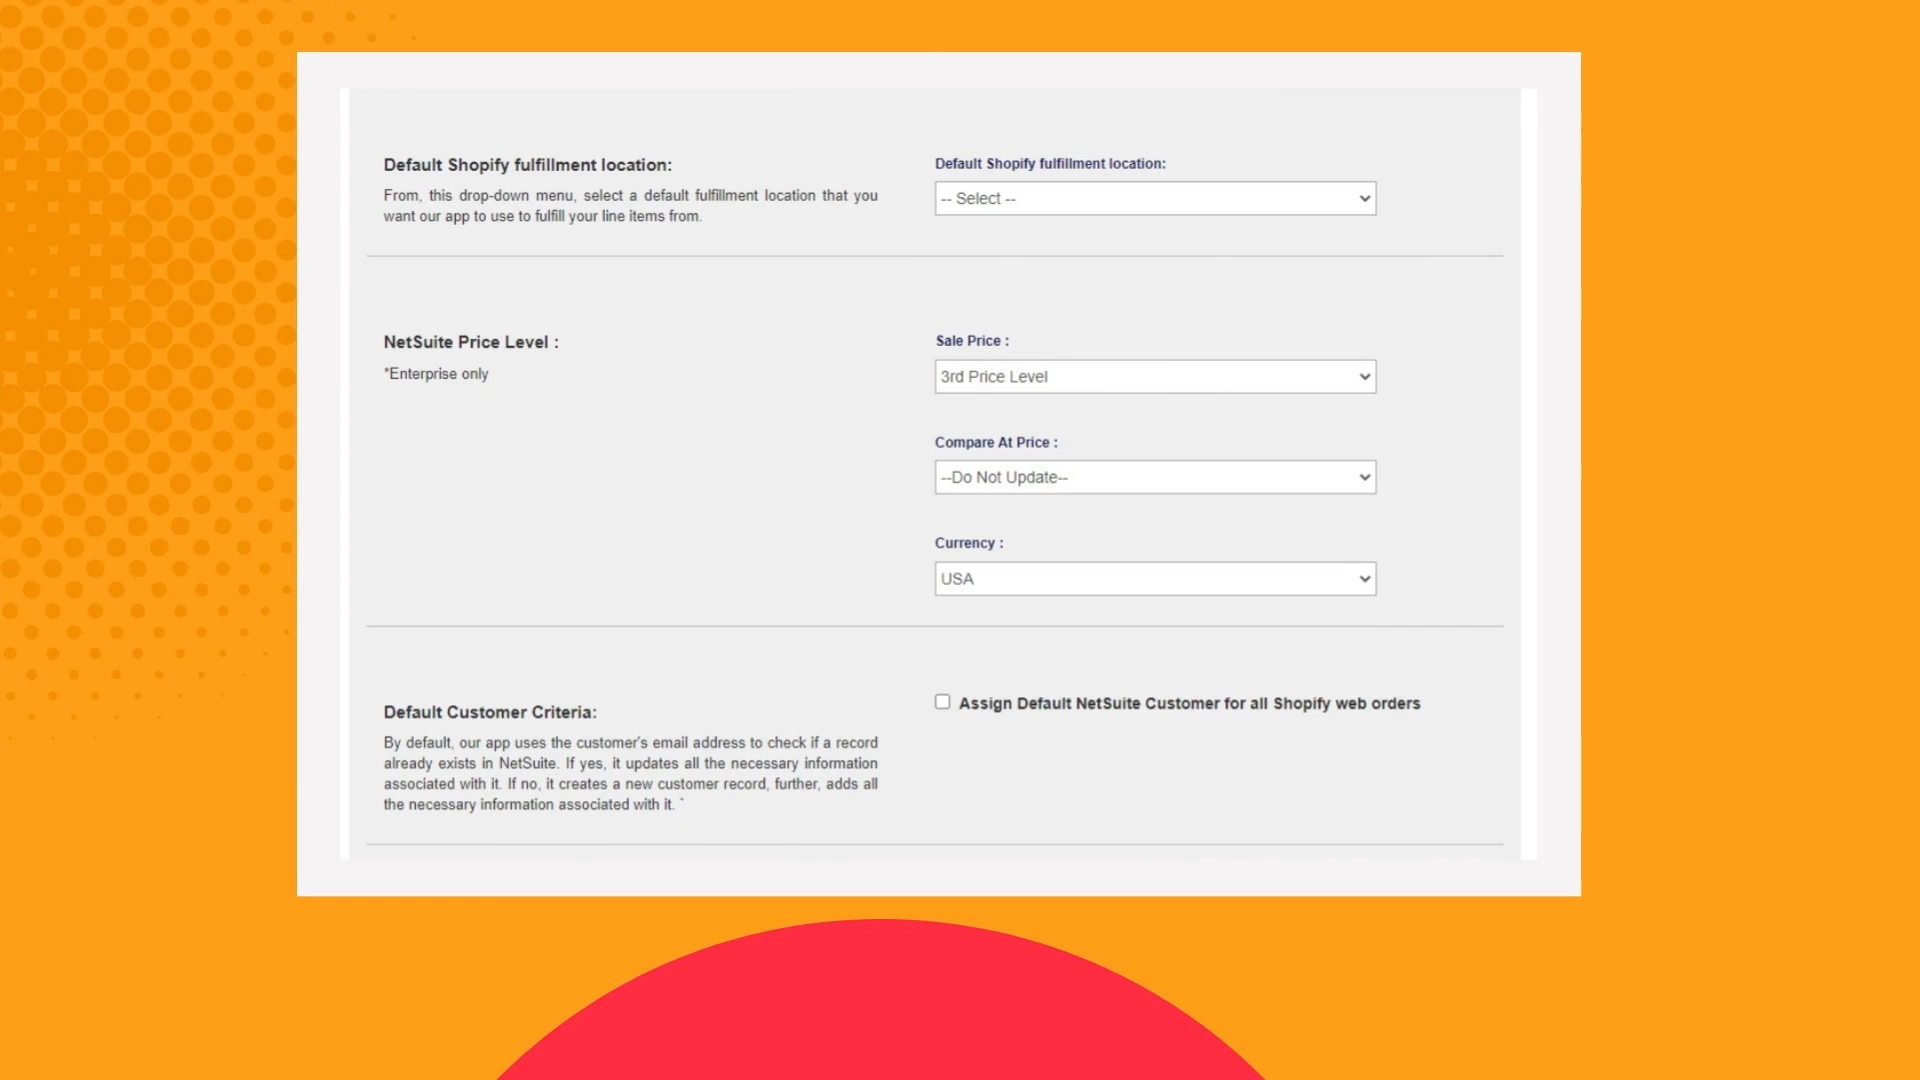 Default Shopify fulfillment location:
From, this drop-down menu, select a default fulfillment location that you
want our app to use to fulfill your line items from.
Default Shopify fulfillment location:
-- Select --
NetSuite Price Level :
*Enterprise only
Sale Price :
3rd Price Level
Compare At Price :
--Do Not Update--
Currency :
USA
Default Customer Criteria:
By default, our app uses the customer's email address to check if a record
already exists in NetSuite. If yes, it updates all the necessary information
associated with it. If no, it creates a new customer record, further, adds all
the necessary information associated with it. `
Assign Default NetSuite Customer for all Shopify web orders